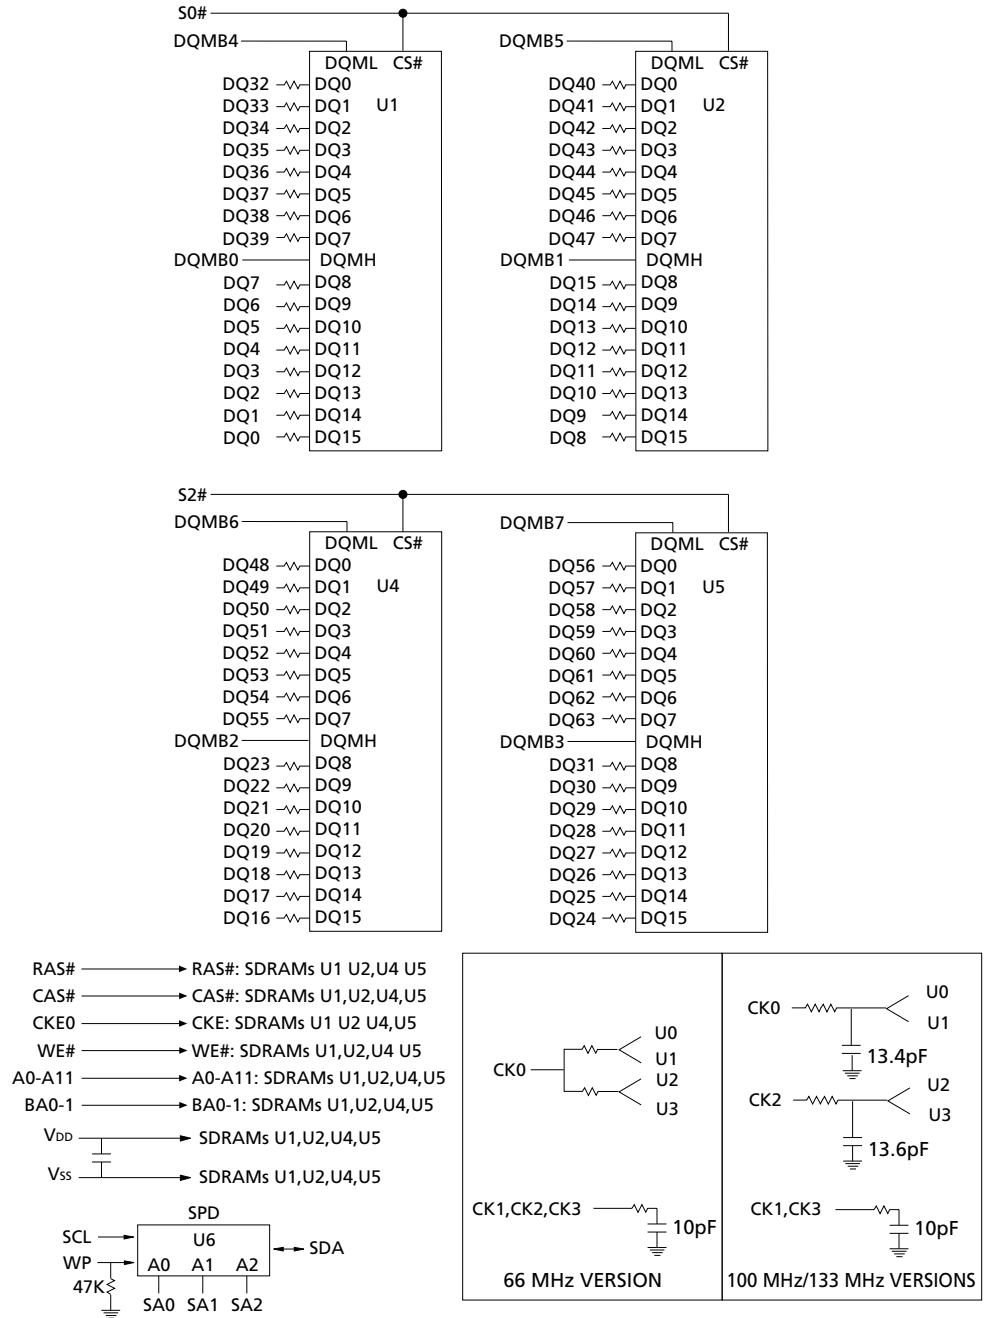 S0#
DQMB4
DQML CS#
DQ32 DQ0
DQ33 DQ1 U1
DQ34 DQ2
DQ35 DQ3
DQ36 DQ4
DQ37 DQ5
DQ38 DQ6
DQ39 DQ7
DQMB0 DQMH
DQ7 DQ8
DQ6 DQ9
DQ5 DQ10
DQ4 DQ11
DQ3 DQ12
DQ2 DQ13
DQ1 DQ14
DQ0 DQ15
DQMB5
DQML CS#
DQ40 DQ0
DQ41 DQ1 U2
DQ42 DQ2
DQ43 DQ3
DQ44 DQ4
DQ45 DQ5
DQ46 DQ6
DQ47 DQ7
DQMB1 DQMH
DQ15 DQ8
DQ14 DQ9
DQ13 DQ10
DQ12 DQ11
DQ11 DQ12
DQ10 DQ13
DQ9 DQ14
DQ8 DQ15
S2#
DQMB6
DQML CS#
DQ48 DQ0
DQ49 DQ1 U4
DQ50 DQ2
DQ51 DQ3
DQ52 DQ4
DQ53 DQ5
DQ54 DQ6
DQ55 DQ7
DQMB2 DQMH
DQ23 DQ8
DQ22 DQ9
DQ21 DQ10
DQ20 DQ11
DQ19 DQ12
DQ18 DQ13
DQ17 DQ14
DQ16 DQ15
DQMB7
DQML CS#
DQ56 DQ0
DQ57 DQ1 U5
DQ58 DQ2
DQ59 DQ3
DQ60 DQ4
DQ61 DQ5
DQ62 DQ6
DQ63 DQ7
DQMB3 DQMH
DQ31 DQ8
DQ30 DQ9
DQ29 DQ10
DQ28 DQ11
DQ27 DQ12
DQ26 DQ13
DQ25 DQ14
DQ24 DQ15
RAS# RAS#: SDRAMs U1 U2,U4 U5
CAS# CAS#: SDRAMs U1,U2,U4,U5
CKE0 CKE: SDRAMs U1 U2 U4,U5
WE# WE#: SDRAMs U1,U2,U4 U5
A0-A11 A0-A11: SDRAMs U1,U2,U4,U5
BA0-1 BA0-1: SDRAMs U1,U2,U4,U5
VDD SDRAMs U1,U2,U4,U5
Vss SDRAMs U1,U2,U4,U5
SPD
SCL U6 SDA
WP A0 A1 A2
47K
SA0 SA1 SA2
U0
U1
CK0
U2
U3
CK1,CK2,CK3
10pF
66 MHz VERSION
U0
CK0
U1
13.4pF
U2
CK2
U3
13.6pF
CK1,CK3
10pF
100 MHz/133 MHz VERSIONS